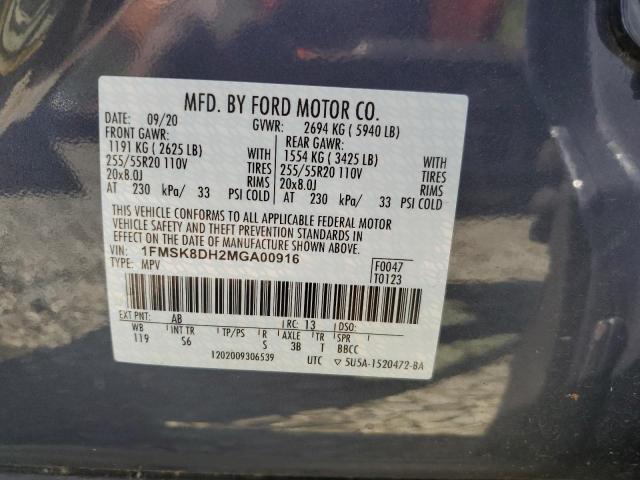 MFD. BY FORD MOTOR CO.
DATE: 09/20 GVWR: 2694 KG ( 5940 LB)
FRONT GAWR: REAR GAWR:
1191 KG ( 2625 LB) WITH 1554 KG ( 3425 LB) WITH
255/55R20 110V TIRES 255/55R20 110V TIRES
20x8.0J RIMS 20x8.0J RIMS
AT 230 kPa/ 33 PSI COLD AT 230 kPa/ 33 PSI COLD
THIS VEHICLE CONFORMS TO ALL APPLICABLE FEDERAL MOTOR
VEHICLE SAFETY AND THEFT PREVENTION STANDARDS IN
EFFECT ON THE DATE OF MANUFACTURE SHOWN ABOVE.
VIN: 1FMSK8DH2MGA00916 F0047
TYPE: MPV T0123
EXT PNT: AB RC: 13 DSO:
WB INT TR TP/PS R AXLE TR SPR
119 S6 S 3B T BBCC
1202009306539 UTC ▽ 5U5A-1520472-BA